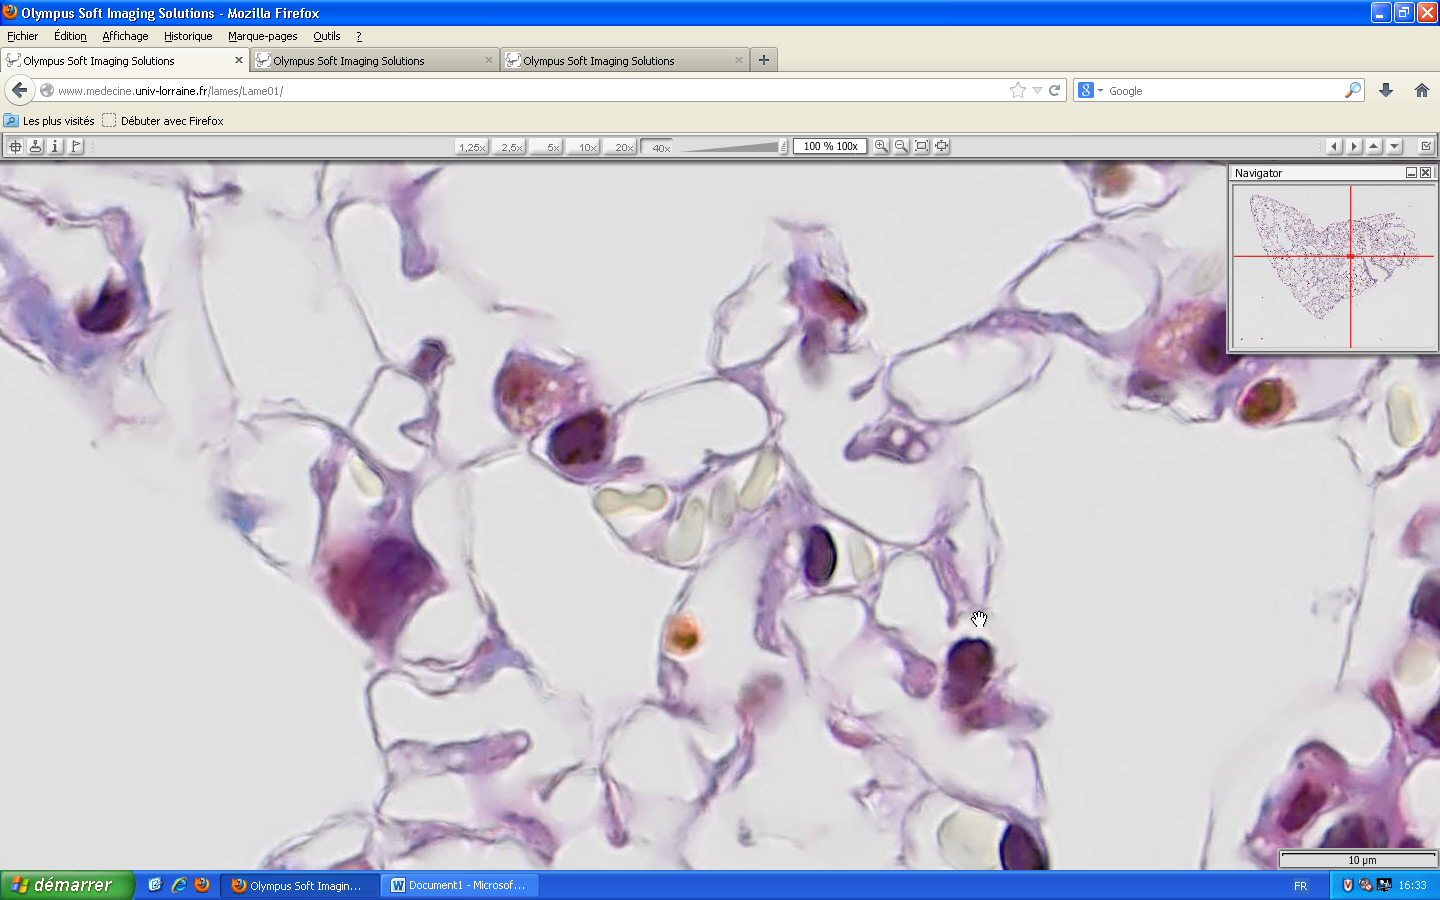 Olympus Soft Imaging Solutions - Mozilla Firefox
Fichier Édition Affichage Historique Marque-pages Outils ?
Olympus Soft Imaging Solutions Olympus Soft Imaging Solutions Olympus Soft Imaging Solutions
www.medecine.univ-lorraine.fr/lames/Lame01/ Google
Les plus visités Débuter avec Firefox
1,25x 2,5x 5x 10x 20x 40x 100 % 100x
Navigator
10 µm
démarrer Olympus Soft Imagin... Document1 - Microsof... FR 16:33